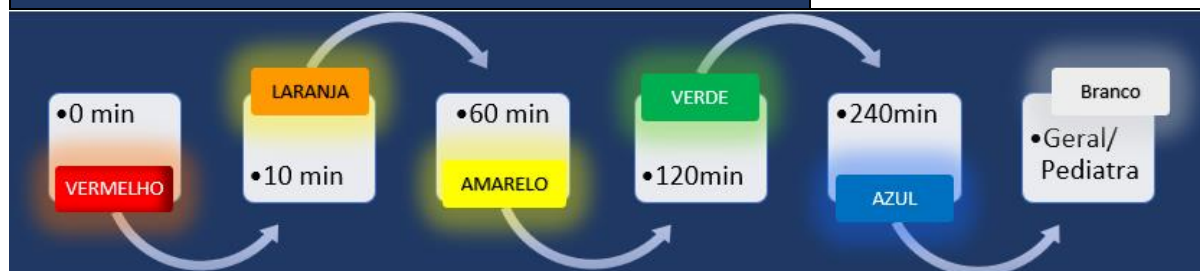 •0 min
VERMELHO
LARANJA
•10 min
•60 min
AMARELO
VERDE
•120min
•240min
AZUL
Branco
•Geral/
Pediatra